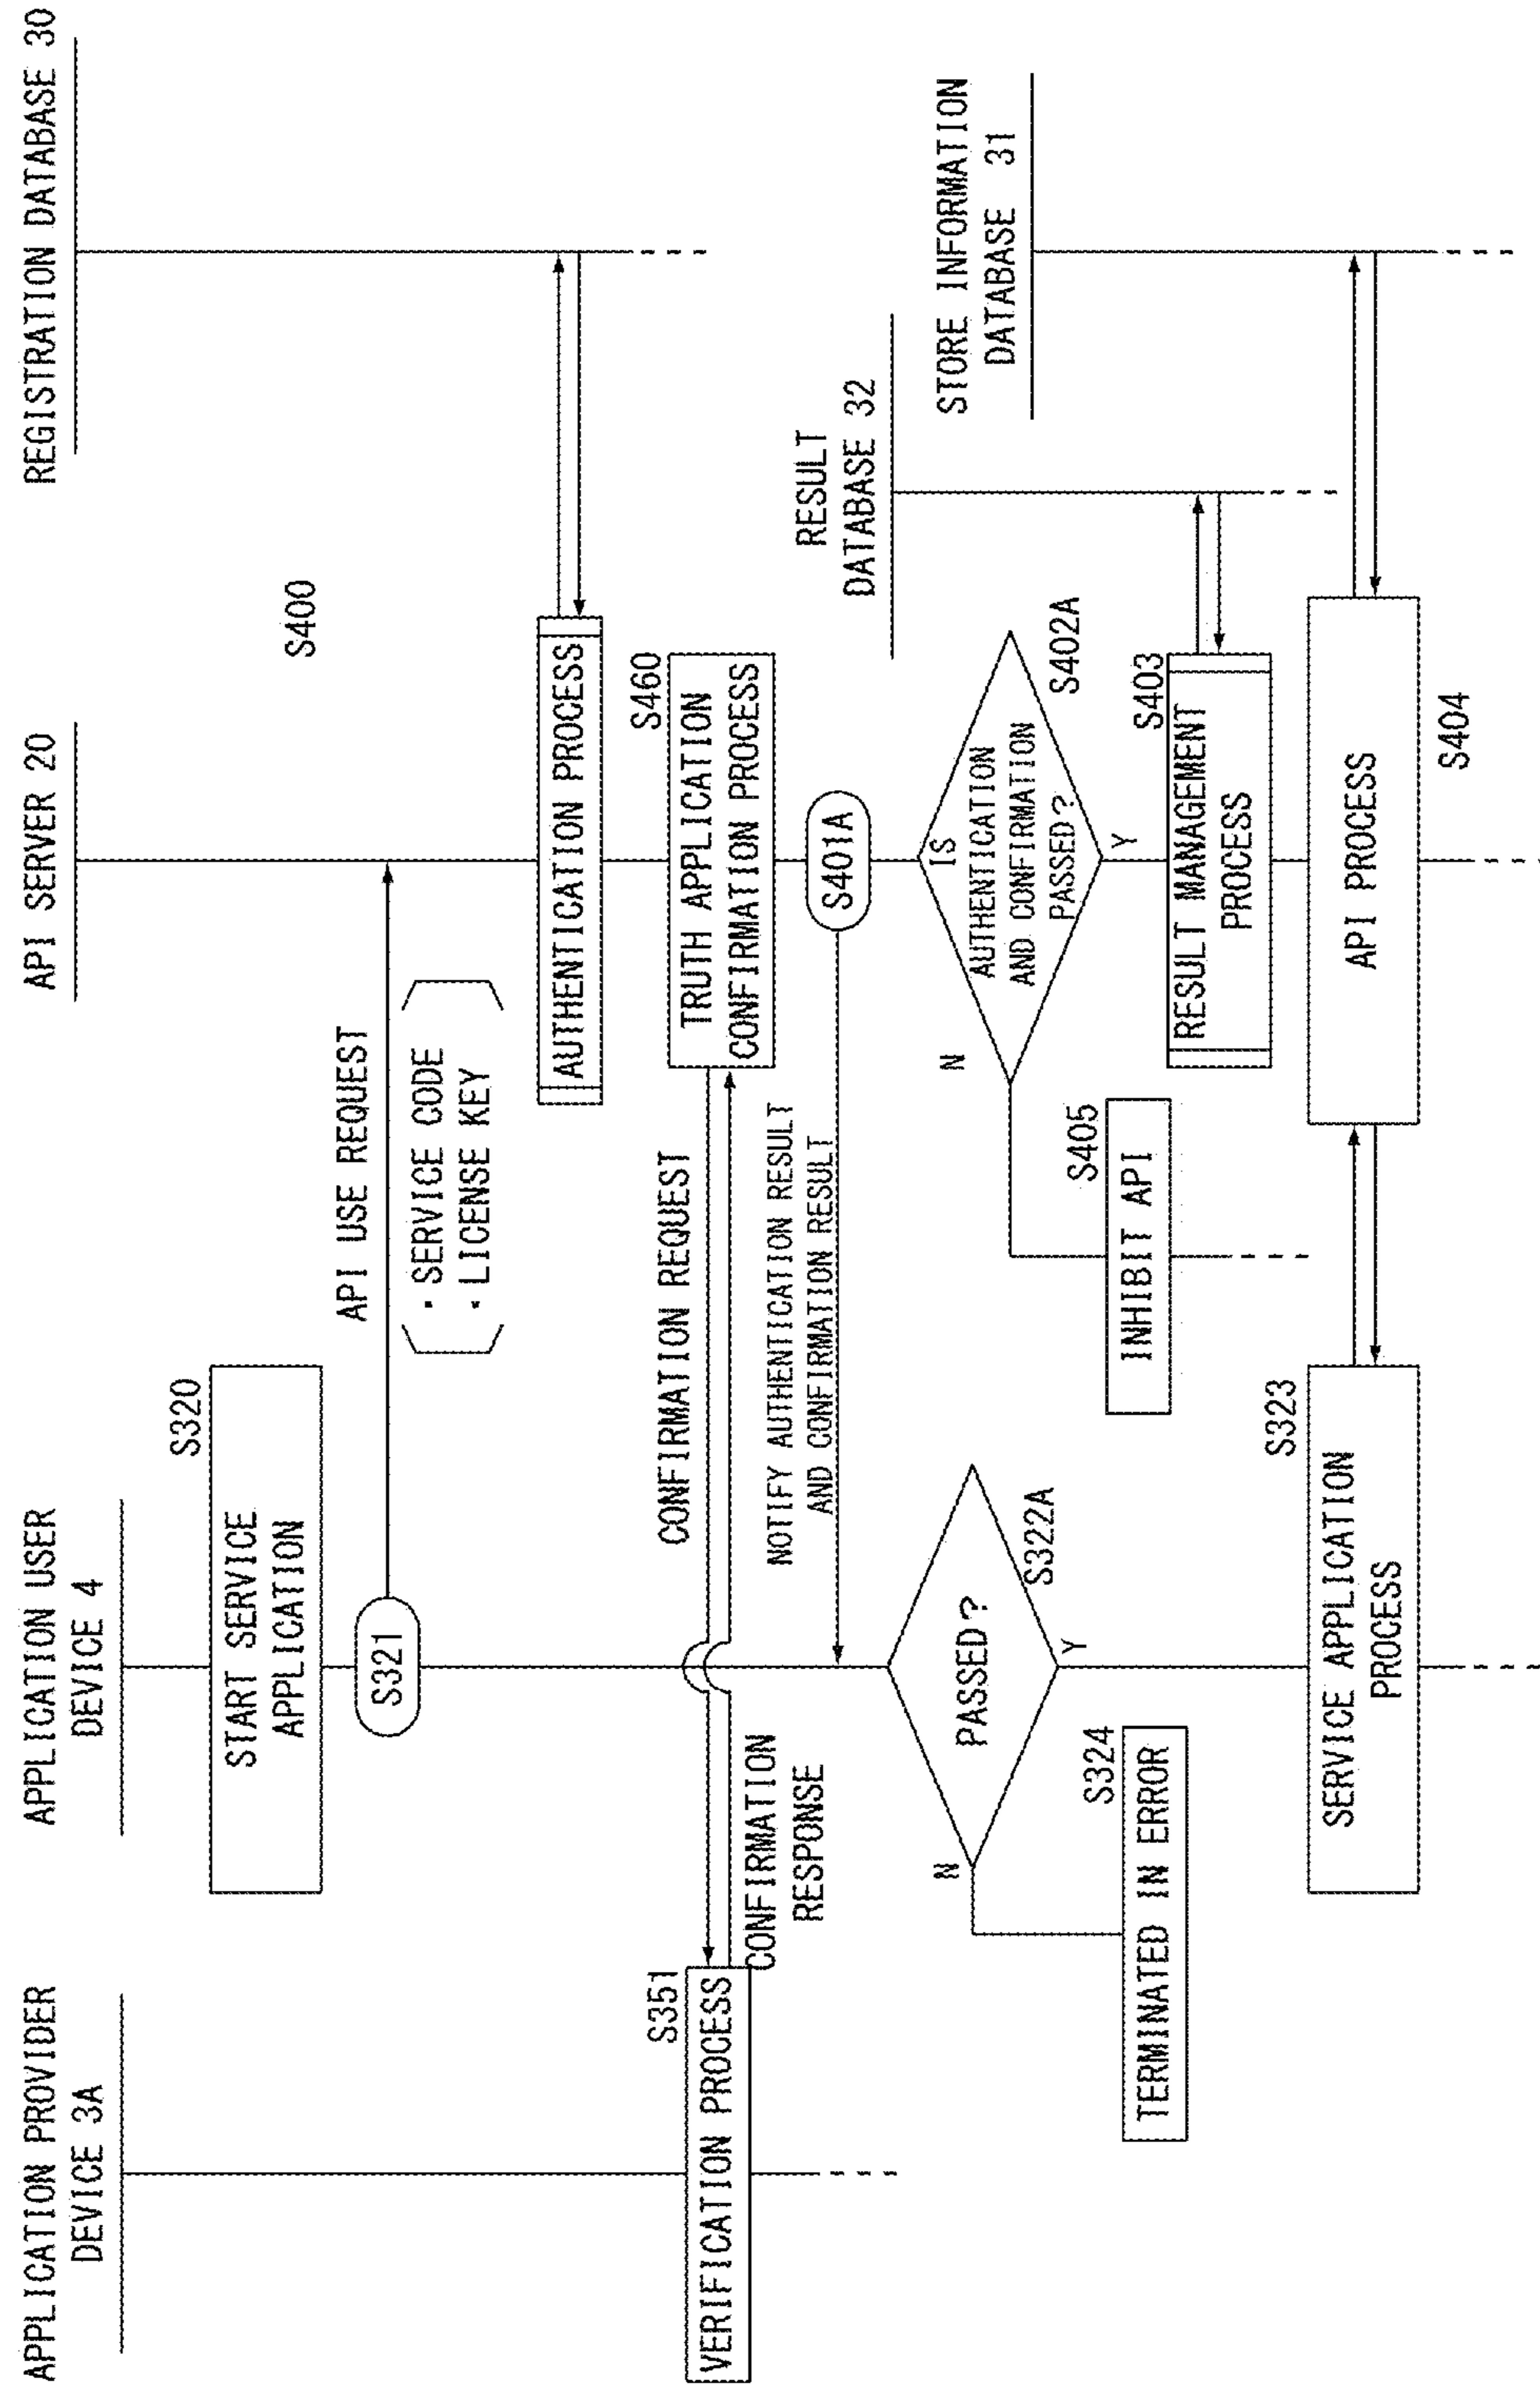 APPLICATION PROVIDER
DEVICE 3A
APPLICATION USER
DEVICE 4
API SERVER 20
REGISTRATION DATABASE 30
S320
START SERVICE
APPLICATION
S400
S321
API USE REQUEST
・SERVICE CODE
・LICENSE KEY
AUTHENTICATION PROCESS
S351
VERIFICATION PROCESS
CONFIRMATION REQUEST
S460
TRUTH APPLICATION
CONFIRMATION PROCESS
CONFIRMATION
RESPONSE
NOTIFY AUTHENTICATION RESULT
AND CONFIRMATION RESULT
S401A
RESULT
DATABASE 32
N
PASSED?
S322A
Y
N
IS
AUTHENTICATION
AND CONFIRMATION
PASSED?
S402A
Y
STORE INFORMATION
DATABASE 31
S324
TERMINATED IN ERROR
S405
INHIBIT API
S403
RESULT MANAGEMENT
PROCESS
S323
SERVICE APPLICATION
PROCESS
API PROCESS
S404